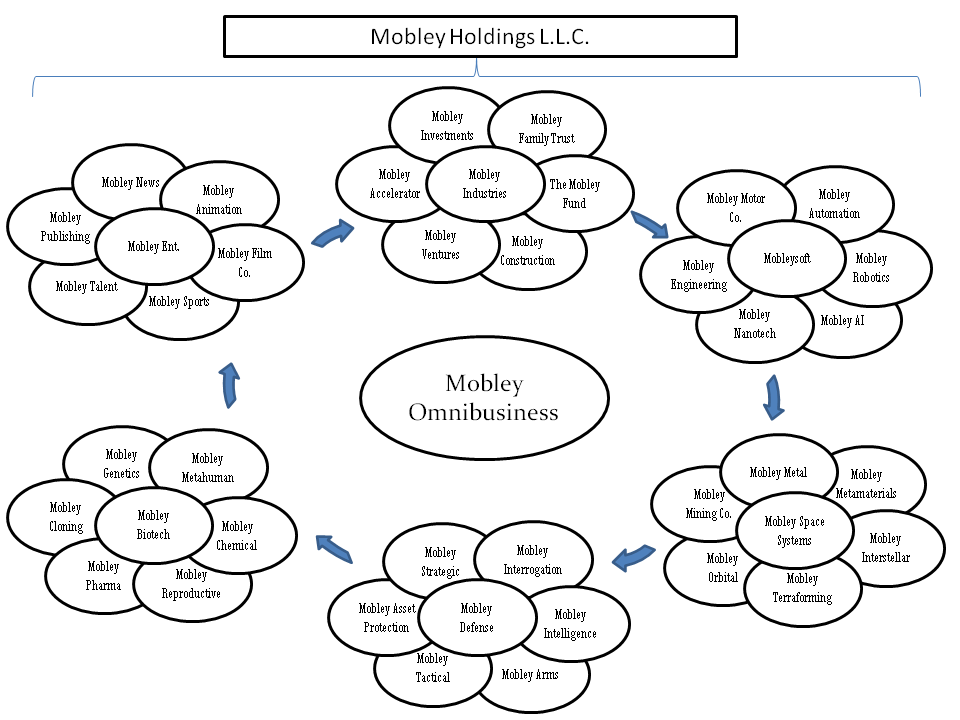 Mobley Holdings L.L.C.
Mobley
Investments
Mobley
Family Trust
Mobley
Accelerator
Mobley
Industries
The Mobley
Fund
Mobley
Ventures
Mobley
Construction
Mobley News
Mobley
Animation
Mobley
Publishing
Mobley Ent.
Mobley Film
Co.
Mobley Talent
Mobley Sports
Mobley Motor
Co.
Mobley
Automation
Mobley
Engineering
Mobleysoft
Mobley
Robotics
Mobley
Nanotech
Mobley AI
Mobley
Omnibusiness
Mobley
Genetics
Mobley
Metahuman
Mobley
Cloning
Mobley
Biotech
Mobley
Chemical
Mobley
Pharma
Mobley
Reproductive
Mobley
Strategic
Mobley
Interrogation
Mobley Asset
Protection
Mobley
Defense
Mobley
Intelligence
Mobley
Tactical
Mobley Arms
Mobley Metal
Mobley
Metamaterials
Mobley
Mining Co.
Mobley Space
Systems
Mobley
Interstellar
Mobley
Orbital
Mobley
Terraforming